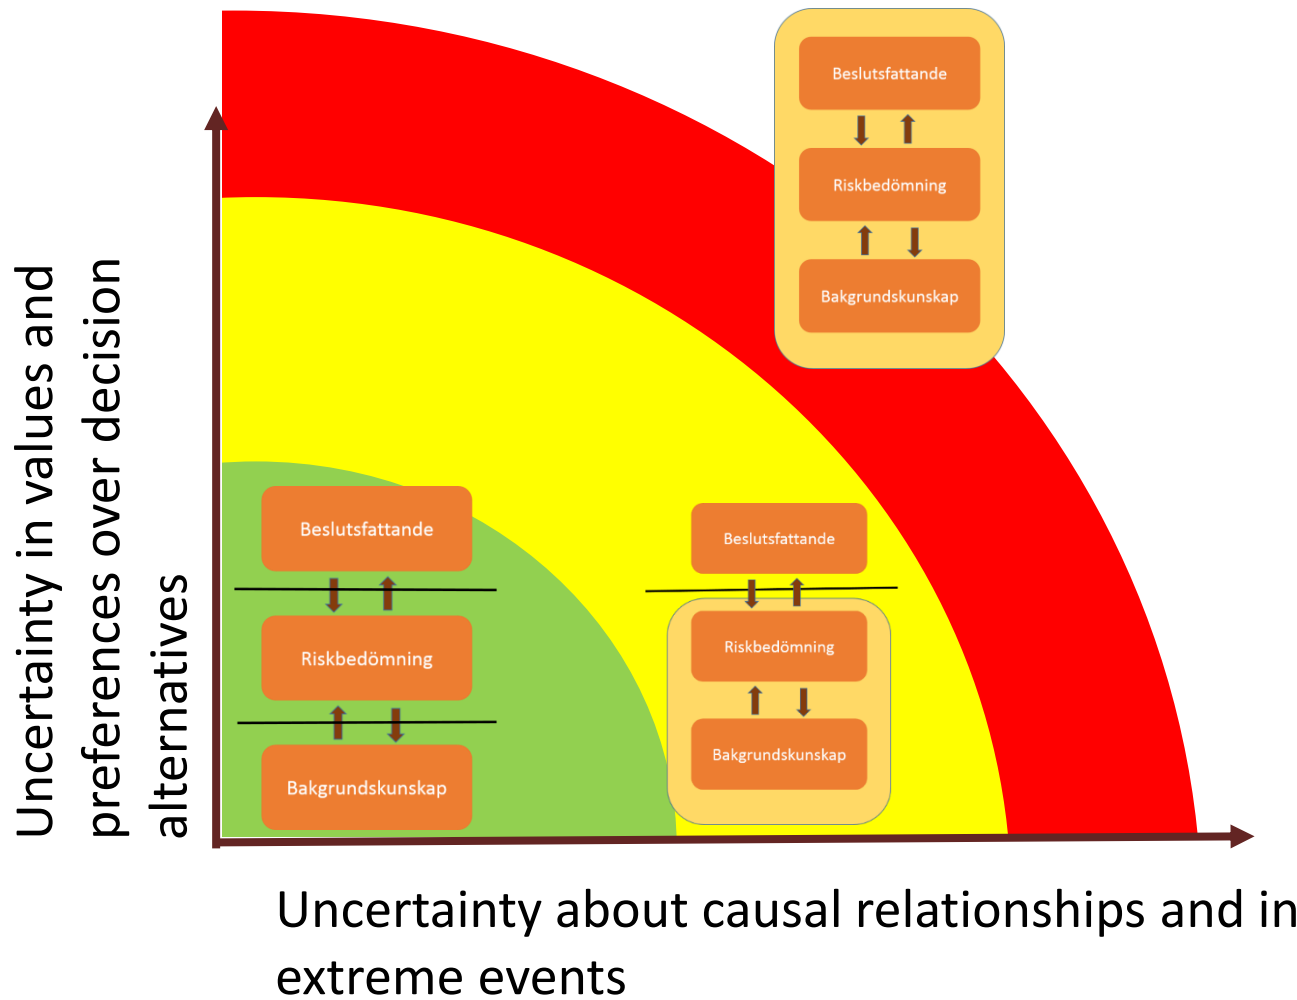 Uncertainty in values and
preferences over decision
alternatives
Beslutsfattande
Riskbedömning
Bakgrundskunskap
Beslutsfattande
Riskbedömning
Bakgrundskunskap
Beslutsfattande
Riskbedömning
Bakgrundskunskap
Uncertainty about causal relationships and in
extreme events